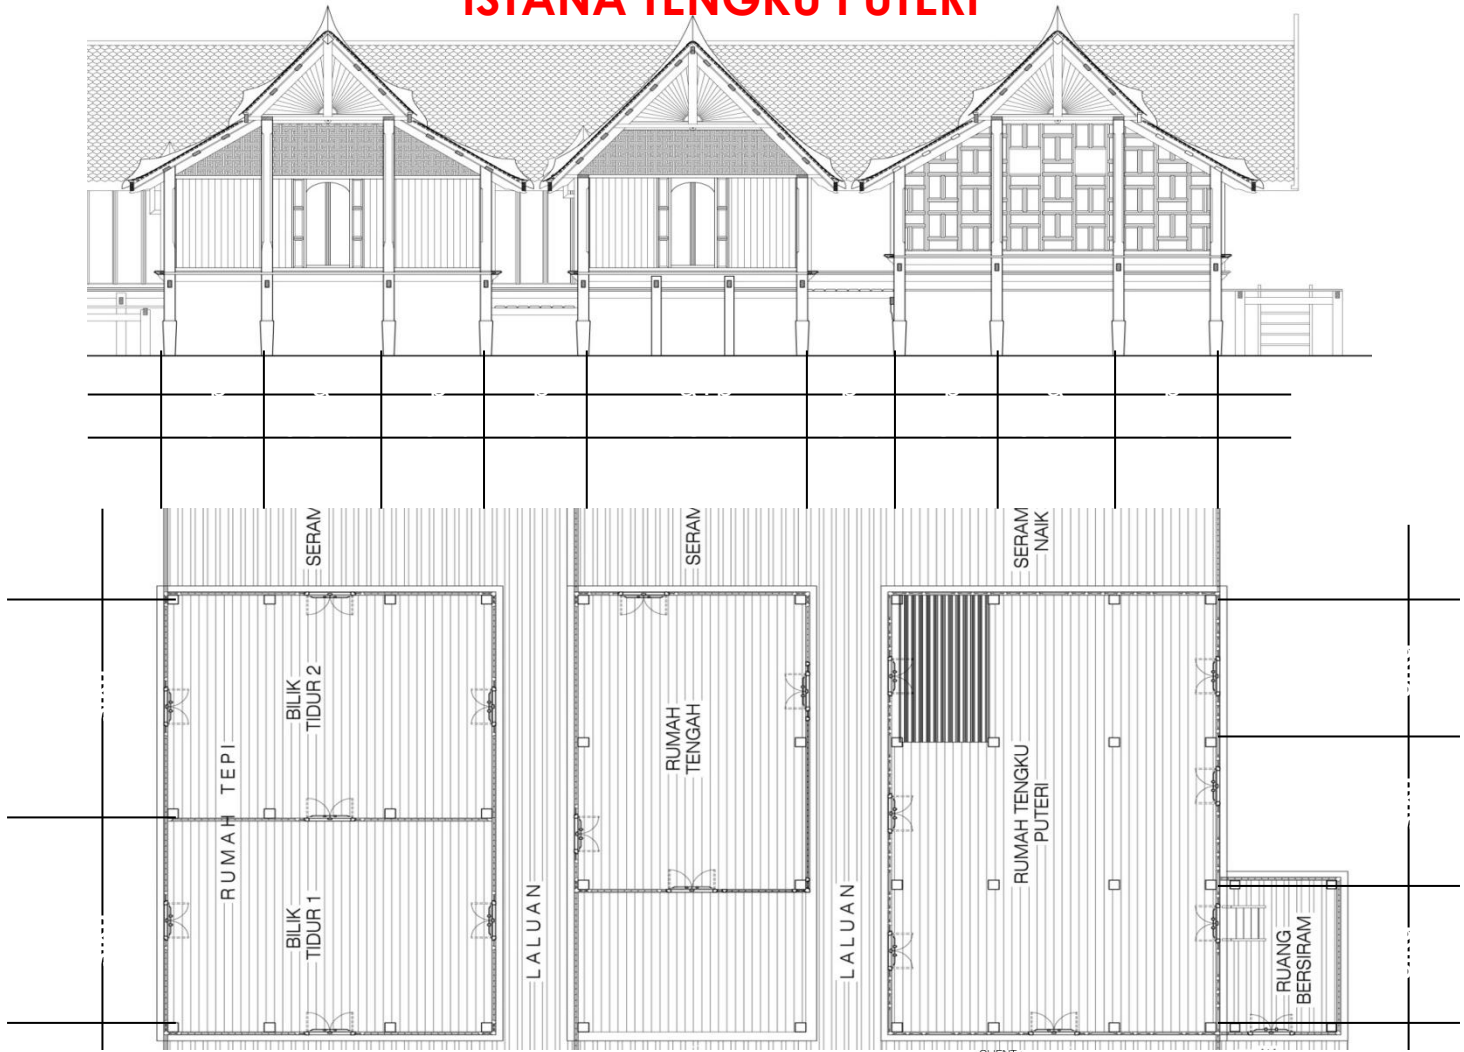 ISTANA TENGKU PUTERI
SERAM
SERAM
SERAM
NAIK
BILIK
TIDUR 2
RUMAH
TENGAH
RUMAH TEPI
RUMAH TENGKU
PUTERI
BILIK
TIDUR 1
LALUAN
LALUAN
RUANG
BERSIRAM